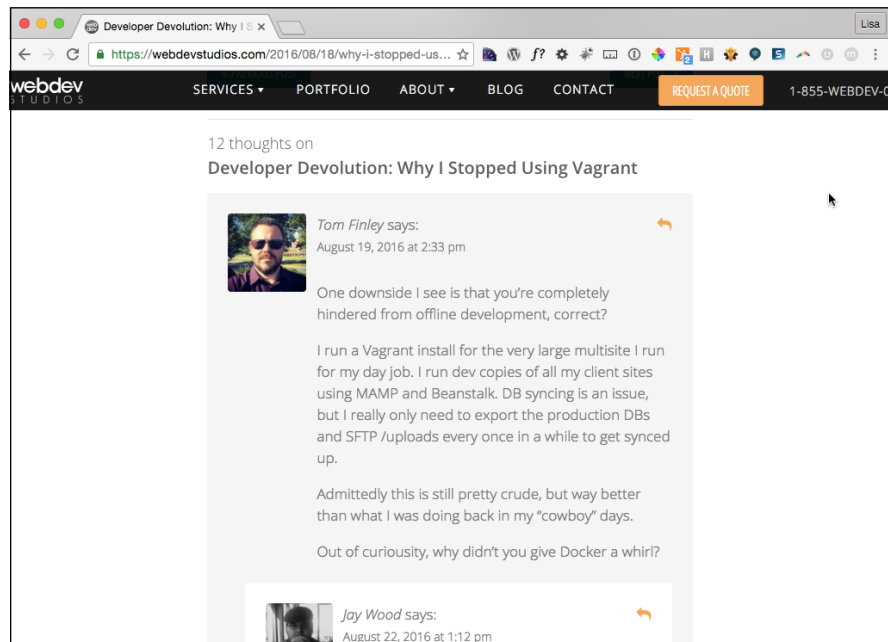 Developer Devolution: Why I S
Lisa
https://webdevstudios.com/2016/08/18/why-i-stopped-us...
f?
2
H
S
m
PREVIOUS POST
webdev
STUDIOS
SERVICES
PORTFOLIO
ABOUT
BLOG
CONTACT
REQUEST A QUOTE
1-855-WEBDEV-
12 thoughts on
Developer Devolution: Why I Stopped Using Vagrant
Tom Finley says:
August 19, 2016 at 2:33 pm
One downside I see is that you're completely
hindered from offline development, correct?
I run a Vagrant install for the very large multisite I run
for my day job. I run dev copies of all my client sites
using MAMP and Beanstalk. DB syncing is an issue,
but I really only need to export the production DBs
and SFTP /uploads every once in a while to get synced
up.
Admittedly this is still pretty crude, but way better
than what I was doing back in my “cowboy” days.
Out of curiousity, why didn't you give Docker a whirl?
Jay Wood says:
August 22, 2016 at 1:12 pm